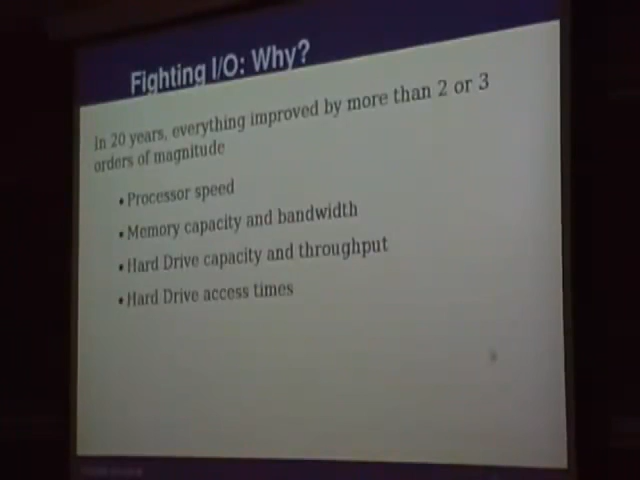 Fighting I/O: Why?
In 20 years, everything improved by more than 2 or 3
orders of magnitude
• Processor speed
• Memory capacity and bandwidth
• Hard Drive capacity and throughput
• Hard Drive access times